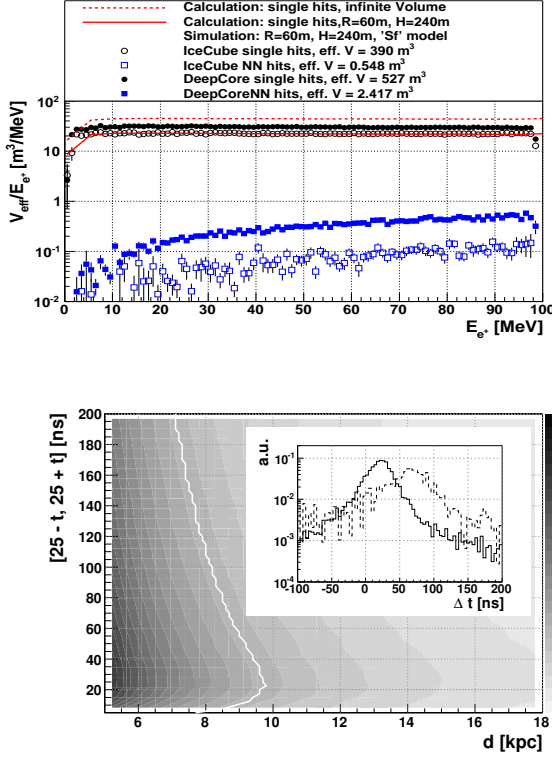 Calculation: single hits, infinite Volume
Calculation: single hits,R=60m, H=240m
Simulation: R=60m, H=240m, 'Sf' model
IceCube single hits, eff. V = 390 m³
IceCube NN hits, eff. V = 0.548 m³
DeepCore single hits, eff. V = 527 m³
DeepCoreNN hits, eff. V = 2.417 m³
V_eff/E_e⁺ [m³/MeV]
10²
10
1
10⁻¹
10⁻²
0 10 20 30 40 50 60 70 80 90 100
E_e⁺ [MeV]
[25 - t, 25 + t] [ns]
200
180
160
140
120
100
80
60
40
20
6 8 10 12 14 16 18
d [kpc]
a.u.
10⁻¹
10⁻²
10⁻³
10⁻⁴
-100 -50 0 50 100 150 200
Δ t [ns]